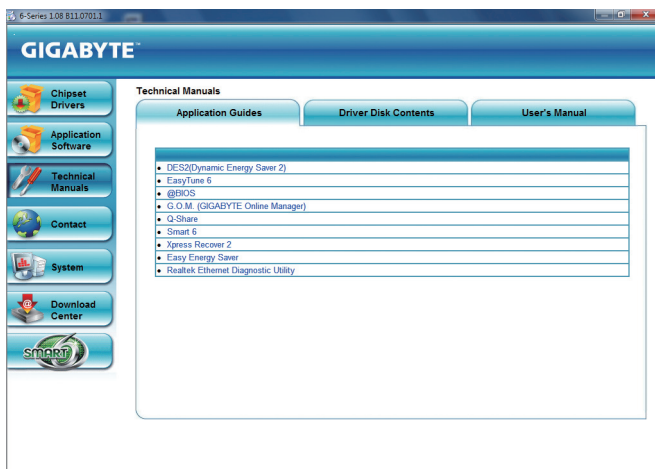 6-Series 1.08 B11.0701.1
GIGABYTE™
Chipset
Drivers
Application
Software
Technical
Manuals
Contact
System
Download
Center
SMART 6
Technical Manuals
Application Guides
Driver Disk Contents
User's Manual
DES2(Dynamic Energy Saver 2)
EasyTune 6
@BIOS
G.O.M. (GIGABYTE Online Manager)
Q-Share
Smart 6
Xpress Recover 2
Easy Energy Saver
Realtek Ethernet Diagnostic Utility